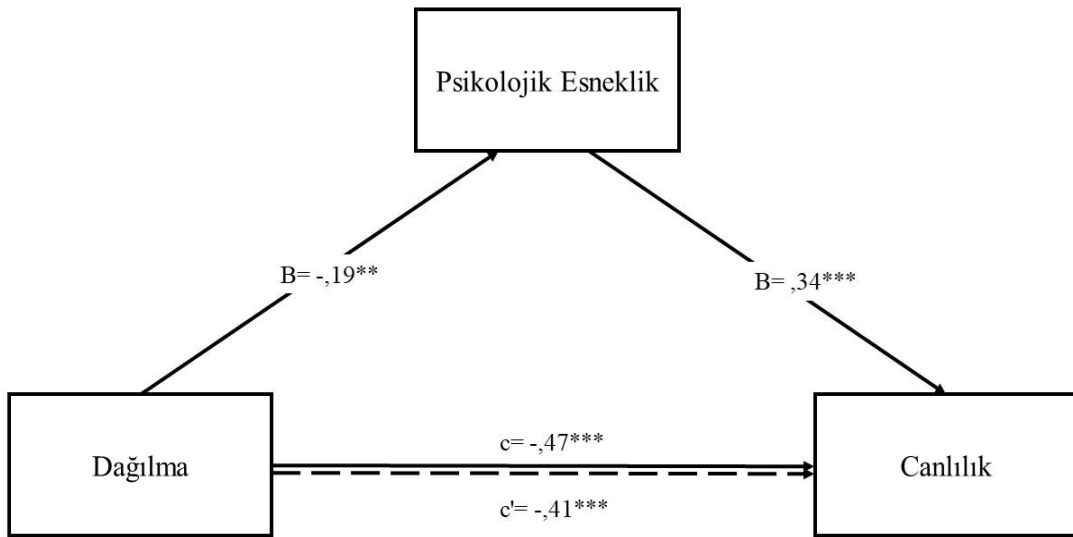 Psikolojik Esneklik
B= -,19**
B= ,34***
Dağılma
c= -,47***
c'= -,41***
Canlılık